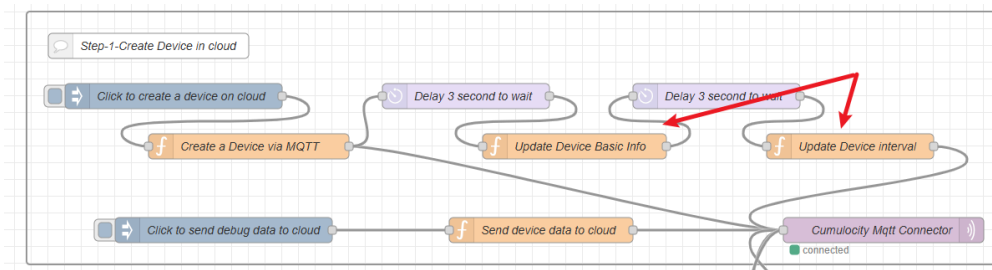 Step-1-Create Device in cloud
Click to create a device on cloud
Delay 3 second to wait
Delay 3 second to wait
Create a Device via MQTT
Update Device Basic Info
Update Device interval
Click to send debug data to cloud
Send device data to cloud
Cumulocity Mqtt Connector
connected